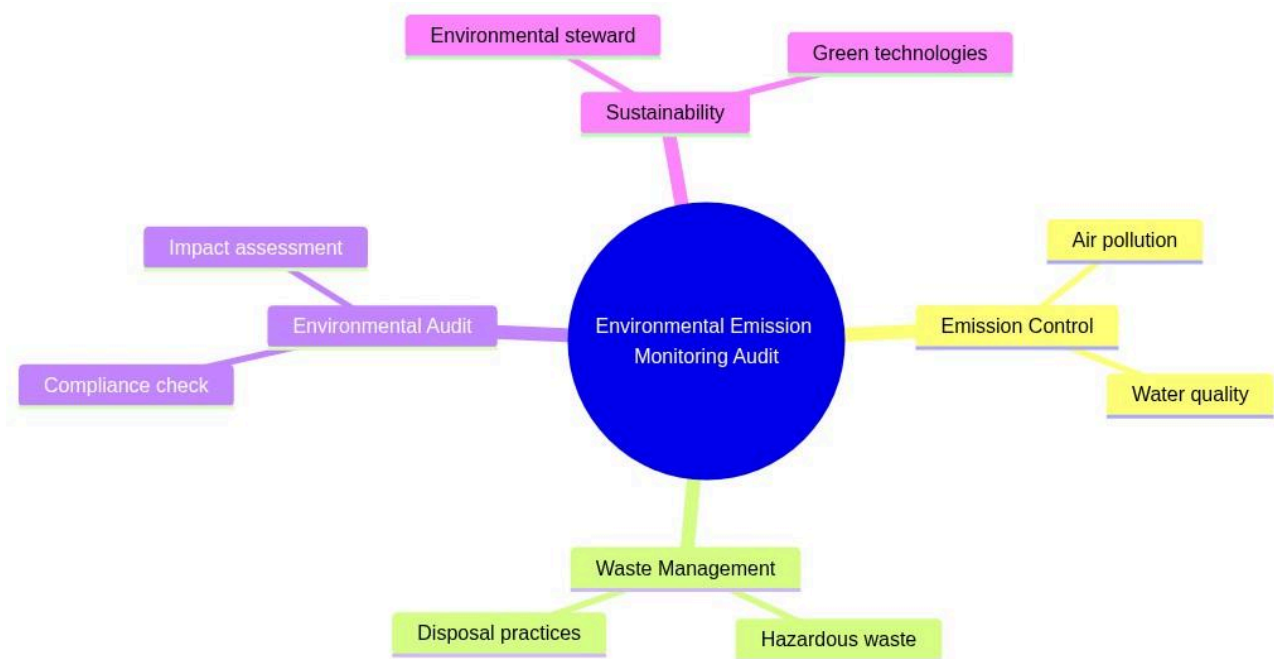 Environmental steward
Green technologies
Sustainability
Impact assessment
Air pollution
Environmental Audit
Environmental Emission
Monitoring Audit
Emission Control
Compliance check
Water quality
Waste Management
Disposal practices
Hazardous waste